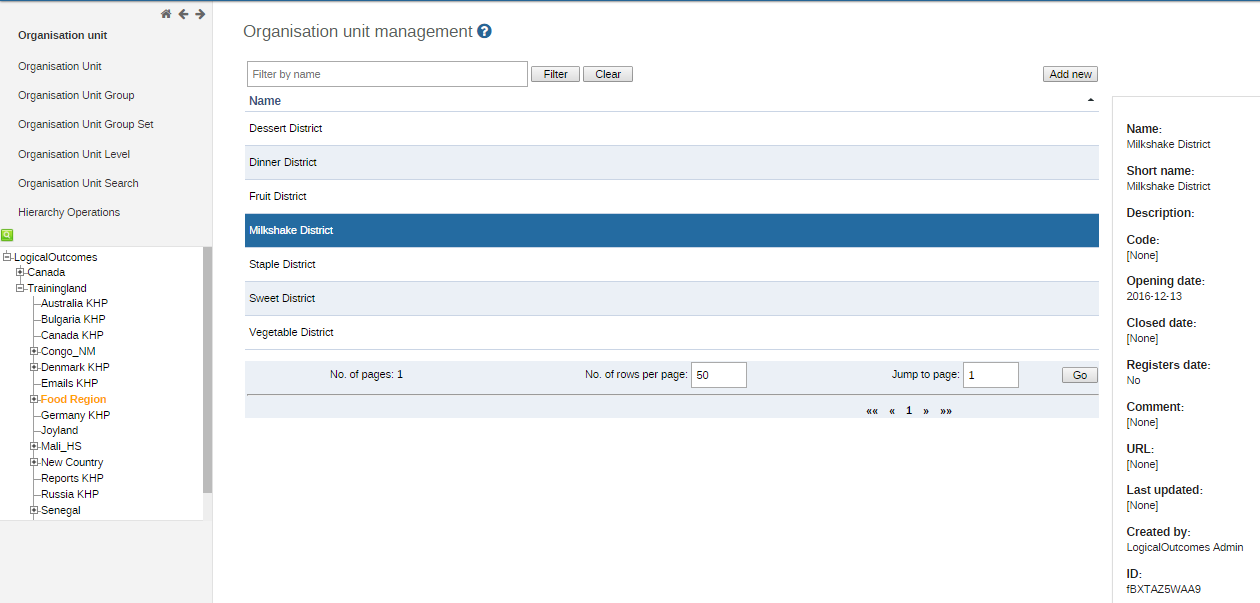 Organisation unit
Organisation Unit
Organisation Unit Group
Organisation Unit Group Set
Organisation Unit Level
Organisation Unit Search
Hierarchy Operations
LogicalOutcomes
Canada
Trainingland
Australia KHP
Bulgaria KHP
Canada KHP
Congo_NM
Denmark KHP
Emails KHP
Food Region
Germany KHP
Joyland
Mali_HS
New Country
Reports KHP
Russia KHP
Senegal
Organisation unit management ?
Filter by name Filter Clear Add new
Name
Dessert District
Dinner District
Fruit District
Milkshake District
Staple District
Sweet District
Vegetable District
No. of pages: 1 No. of rows per page: 50 Jump to page: 1 Go
«« « 1 » »»
Name:
Milkshake District
Short name:
Milkshake District
Description:
Code:
[None]
Opening date:
2016-12-13
Closed date:
[None]
Registers date:
No
Comment:
[None]
URL:
[None]
Last updated:
[None]
Created by:
LogicalOutcomes Admin
ID:
fBXTAZ5WAA9